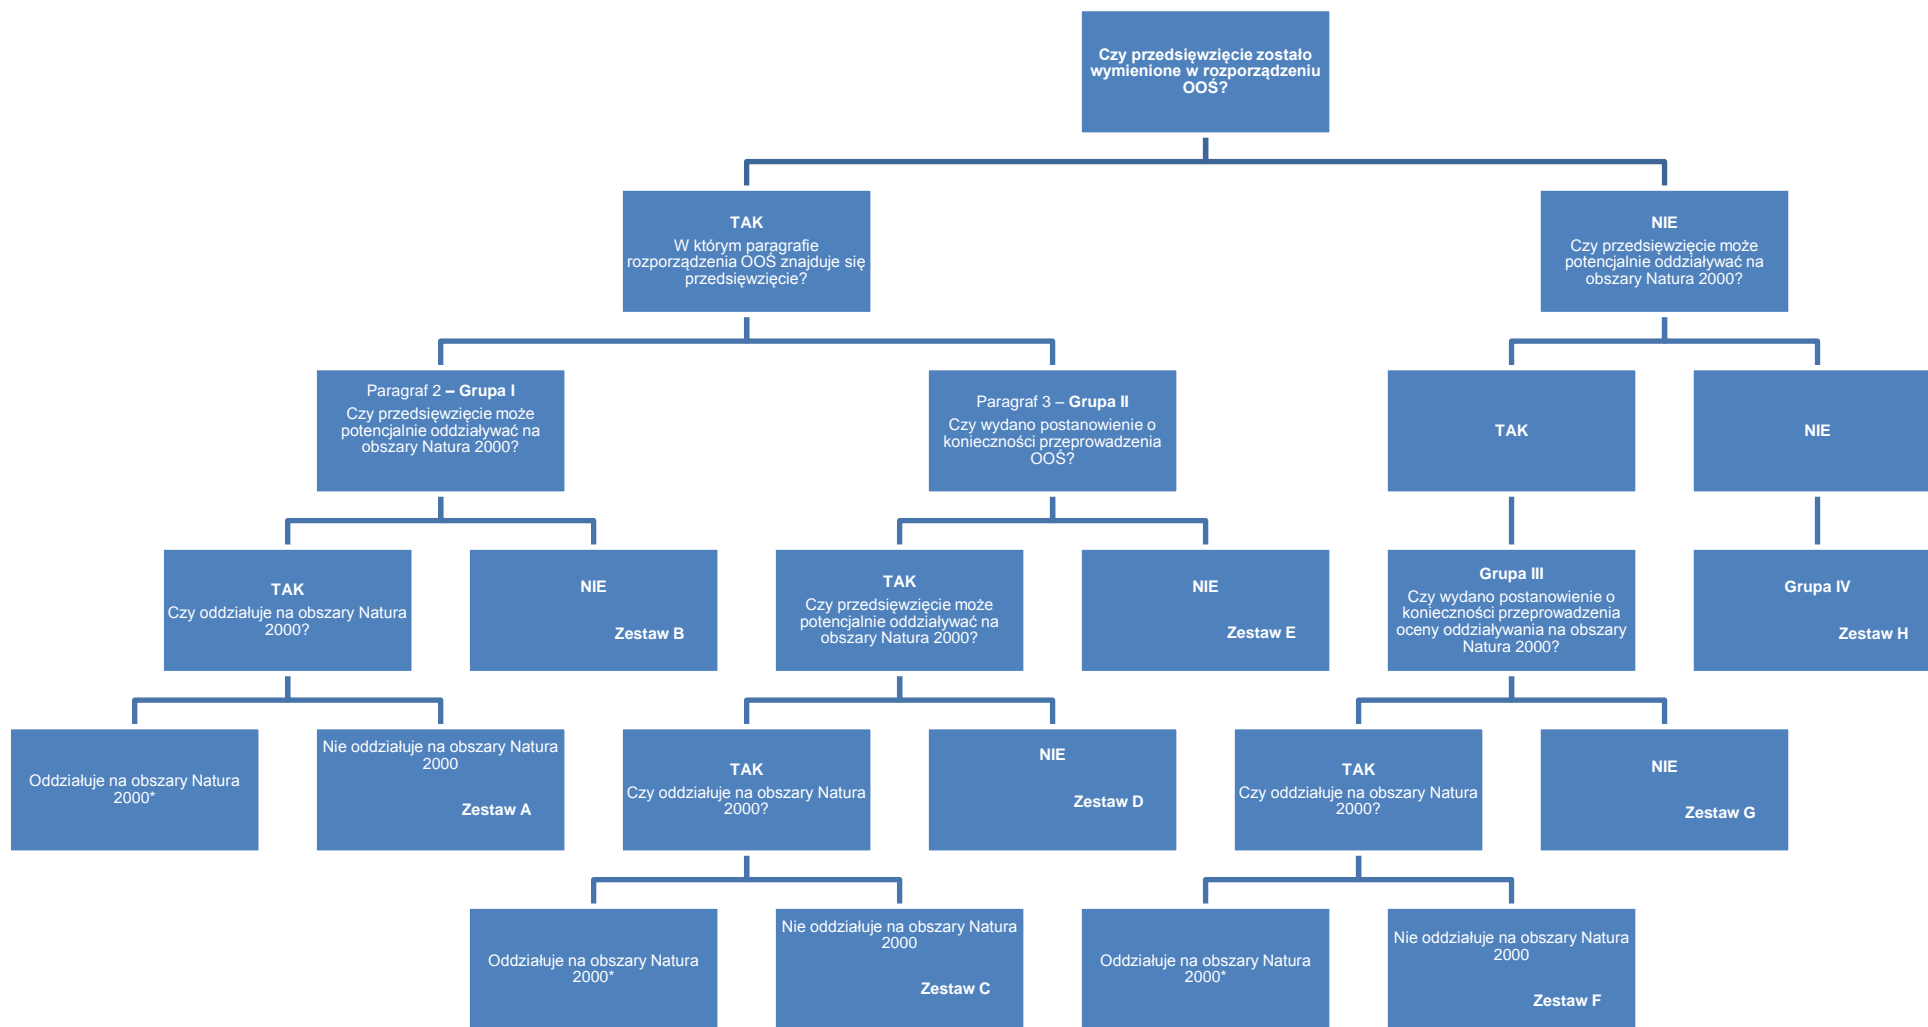 Czy przedsięwzięcie zostało
wymienione w rozporządzeniu
OOŚ?
TAK
W którym paragrafie
rozporządzenia OOŚ znajduje się
przedsięwzięcie?
NIE
Czy przedsięwzięcie może
potencjalnie oddziaływać na
obszary Natura 2000?
Paragraf 2 – Grupa I
Czy przedsięwzięcie może
potencjalnie oddziaływać na
obszary Natura 2000?
Paragraf 3 – Grupa II
Czy wydano postanowienie o
konieczności przeprowadzenia
OOŚ?
TAK
NIE
TAK
Czy oddziałuje na obszary Natura
2000?
NIE
Zestaw B
TAK
Czy przedsięwzięcie może
potencjalnie oddziaływać na
obszary Natura 2000?
NIE
Zestaw E
Grupa III
Czy wydano postanowienie o
konieczności przeprowadzenia
oceny oddziaływania na obszary
Natura 2000?
Grupa IV
Zestaw H
Oddziałuje na obszary Natura
2000*
Nie oddziałuje na obszary Natura
2000
Zestaw A
TAK
Czy oddziałuje na obszary Natura
2000?
NIE
Zestaw D
TAK
Czy oddziałuje na obszary Natura
2000?
NIE
Zestaw G
Oddziałuje na obszary Natura
2000*
Nie oddziałuje na obszary Natura
2000
Zestaw C
Oddziałuje na obszary Natura
2000*
Nie oddziałuje na obszary Natura
2000
Zestaw F